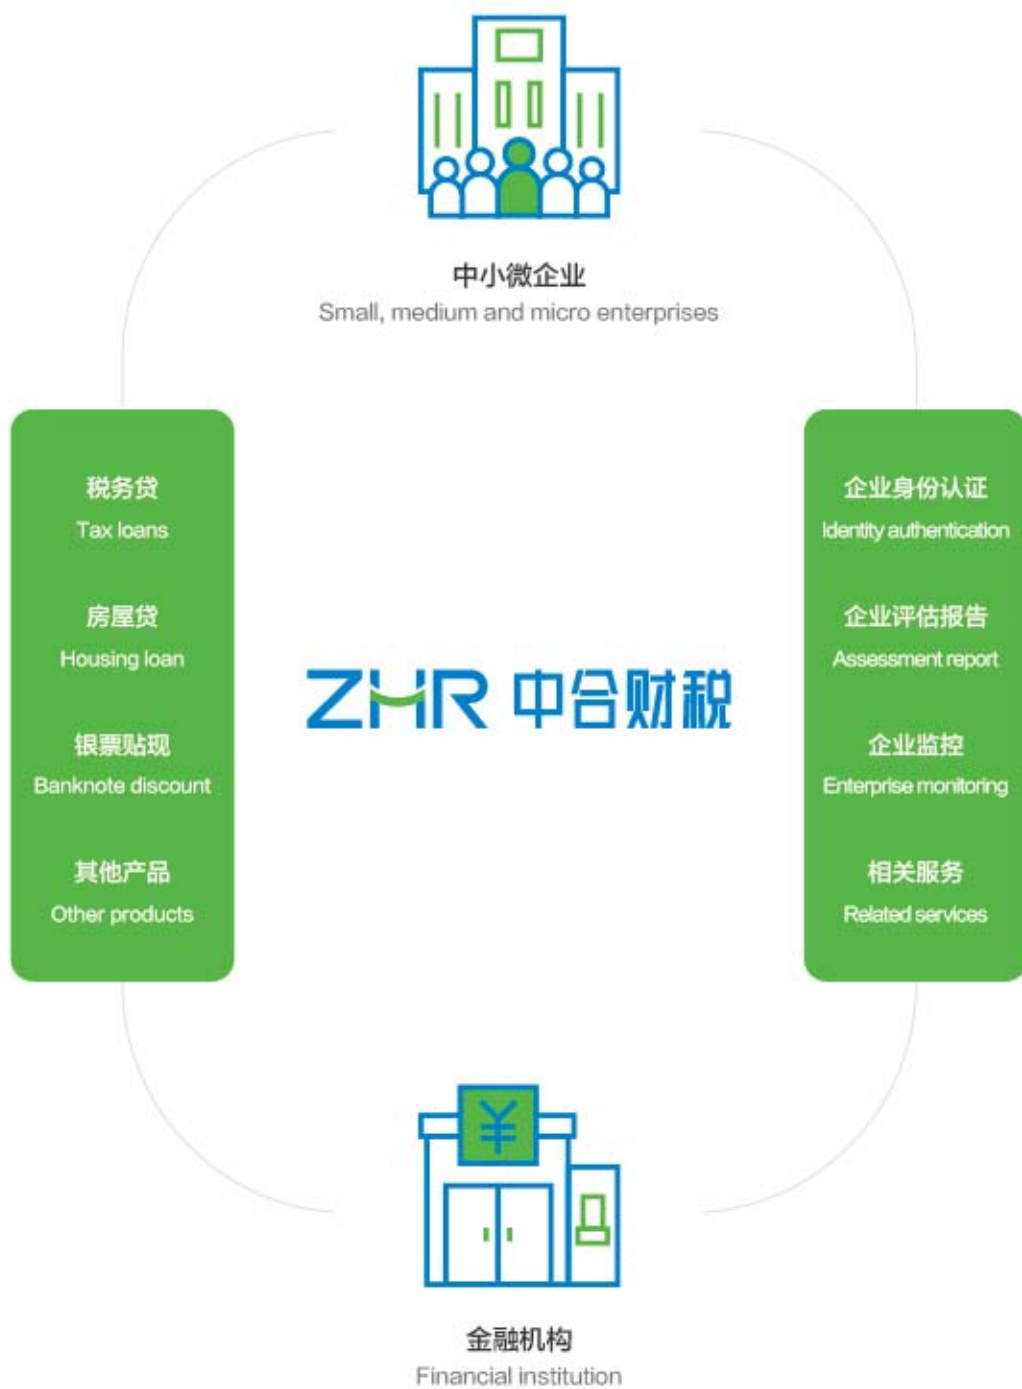 中小微企业
Small, medium and micro enterprises
税务贷
Tax loans
房屋贷
Housing loan
银票贴现
Banknote discount
其他产品
Other products
ZHR 中合财税
企业身份认证
Identity authentication
企业评估报告
Assessment report
企业监控
Enterprise monitoring
相关服务
Related services
¥
金融机构
Financial institution